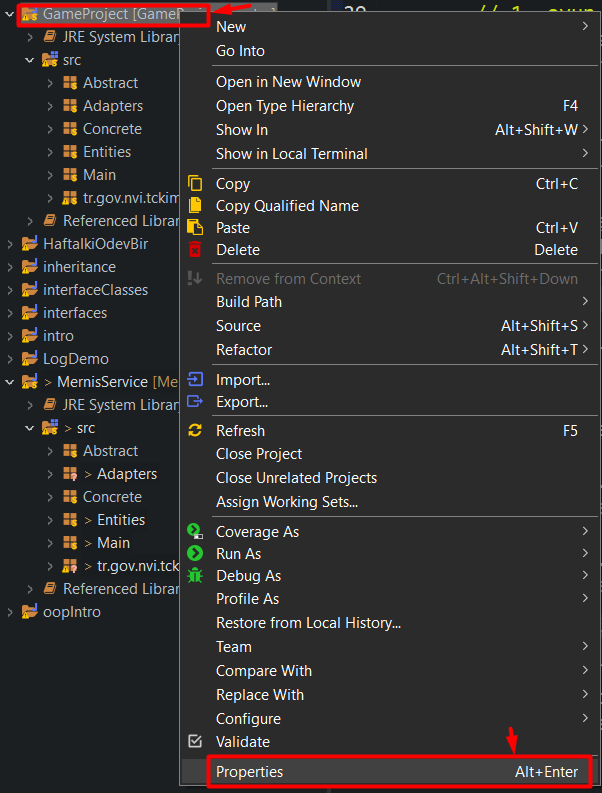 GameProject [GamePr
JRE System Library
src
Abstract
Adapters
Concrete
Entities
Main
tr.gov.nvi.tckim
Referenced Librar
HaftaIkiOdevBir
inheritance
interfaceClasses
interfaces
intro
LogDemo
> MernisService [Me
JRE System Library
> src
Abstract
> Adapters
Concrete
> Entities
> Main
> tr.gov.nvi.tck
Referenced Librar
oopIntro
New
Go Into
Open in New Window
Open Type Hierarchy F4
Show In Alt+Shift+W
Show in Local Terminal
Copy Ctrl+C
Copy Qualified Name
Paste Ctrl+V
Delete Delete
Remove from Context Ctrl+Alt+Shift+Down
Build Path
Source Alt+Shift+S
Refactor Alt+Shift+T
Import...
Export...
Refresh F5
Close Project
Close Unrelated Projects
Assign Working Sets...
Coverage As
Run As
Debug As
Profile As
Restore from Local History...
Team
Compare With
Replace With
Configure
Validate
Properties Alt+Enter